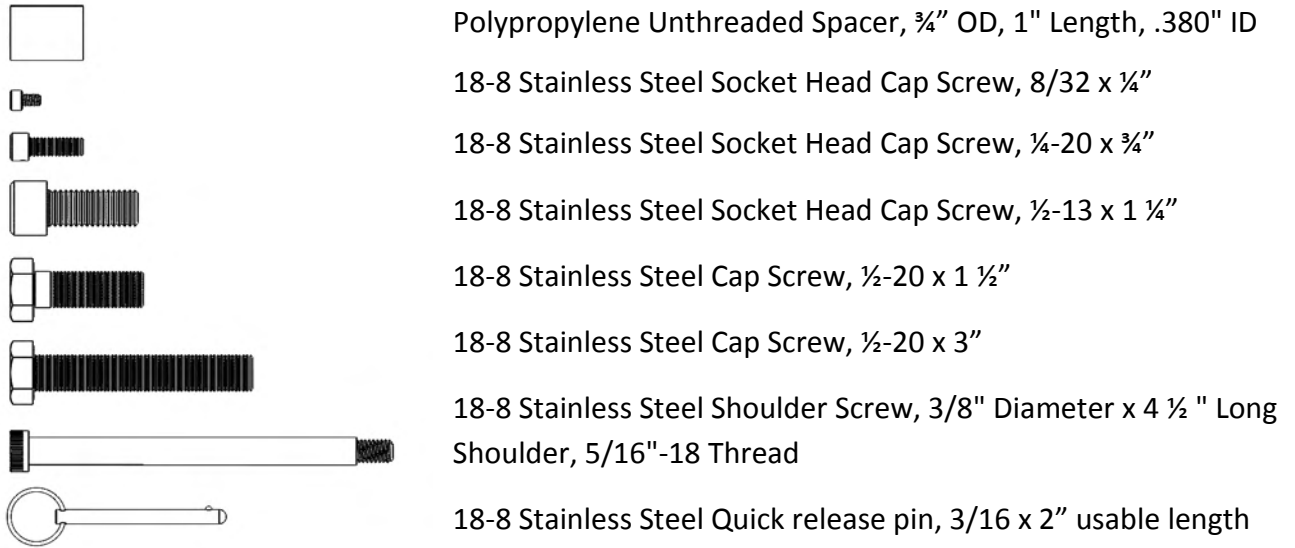 Polypropylene Unthreaded Spacer, ¾” OD, 1" Length, .380" ID
18-8 Stainless Steel Socket Head Cap Screw, 8/32 x ¼”
18-8 Stainless Steel Socket Head Cap Screw, ¼-20 x ¾”
18-8 Stainless Steel Socket Head Cap Screw, ½-13 x 1 ¼”
18-8 Stainless Steel Cap Screw, ½-20 x 1 ½”
18-8 Stainless Steel Cap Screw, ½-20 x 3”
18-8 Stainless Steel Shoulder Screw, 3/8" Diameter x 4 ½ " Long
Shoulder, 5/16"-18 Thread
18-8 Stainless Steel Quick release pin, 3/16 x 2” usable length